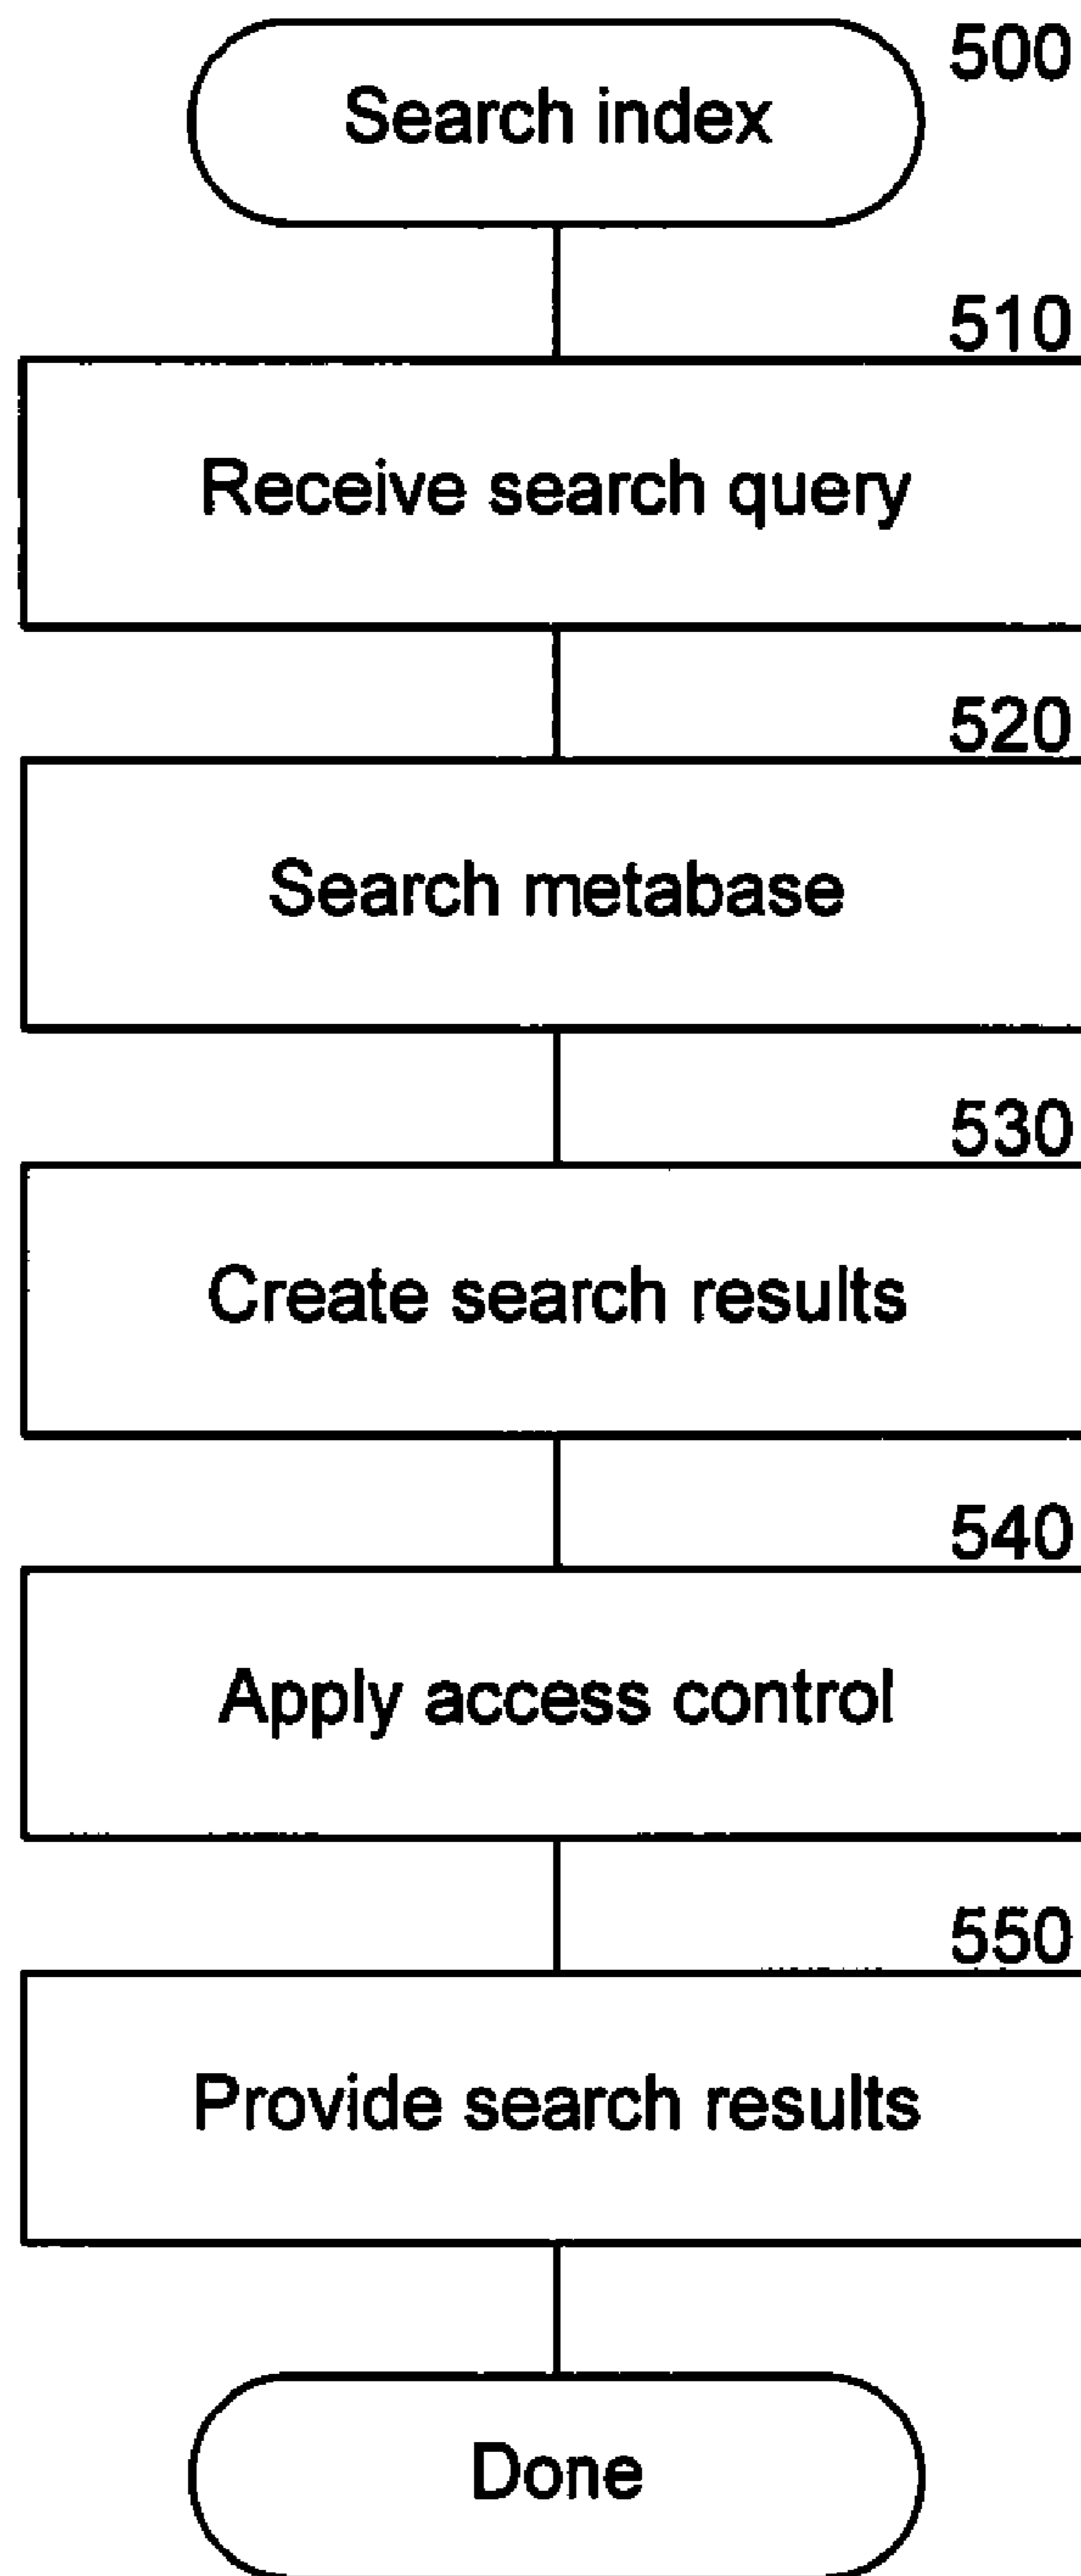 500
Search index
510
Receive search query
520
Search metabase
530
Create search results
540
Apply access control
550
Provide search results
Done